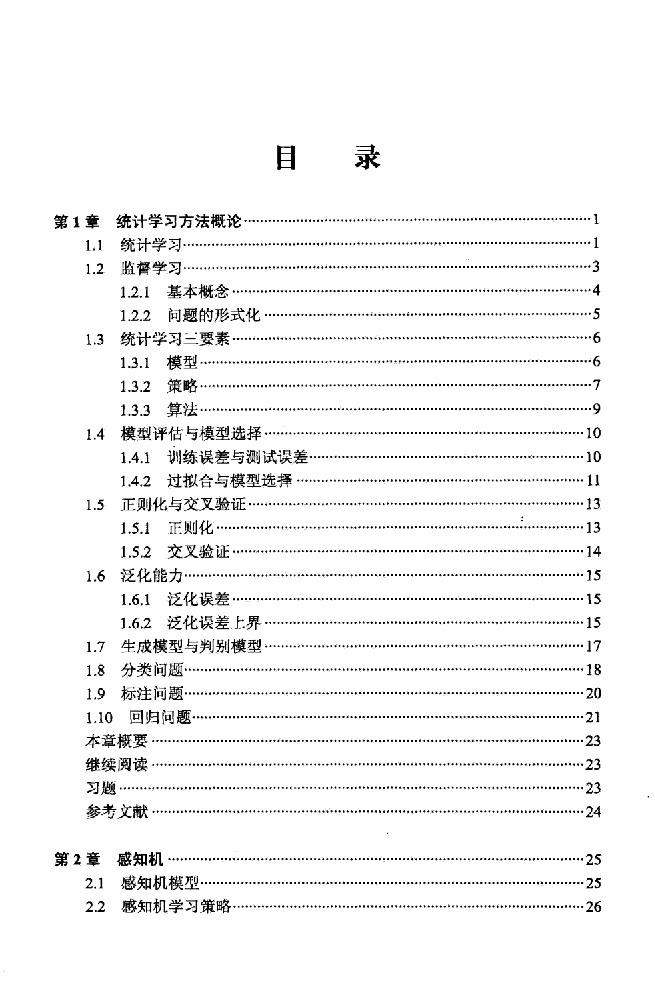 目 录
第 1 章 统计学习方法概论……1
1.1 统计学习……1
1.2 监督学习……3
1.2.1 基本概念……4
1.2.2 问题的形式化……5
1.3 统计学习三要素……6
1.3.1 模型……6
1.3.2 策略……7
1.3.3 算法……9
1.4 模型评估与模型选择……10
1.4.1 训练误差与测试误差……10
1.4.2 过拟合与模型选择……11
1.5 正则化与交叉验证……13
1.5.1 正则化……13
1.5.2 交叉验证……14
1.6 泛化能力……15
1.6.1 泛化误差……15
1.6.2 泛化误差上界……15
1.7 生成模型与判别模型……17
1.8 分类问题……18
1.9 标注问题……20
1.10 回归问题……21
本章概要……23
继续阅读……23
习题……23
参考文献……24
第 2 章 感知机……25
2.1 感知机模型……25
2.2 感知机学习策略……26